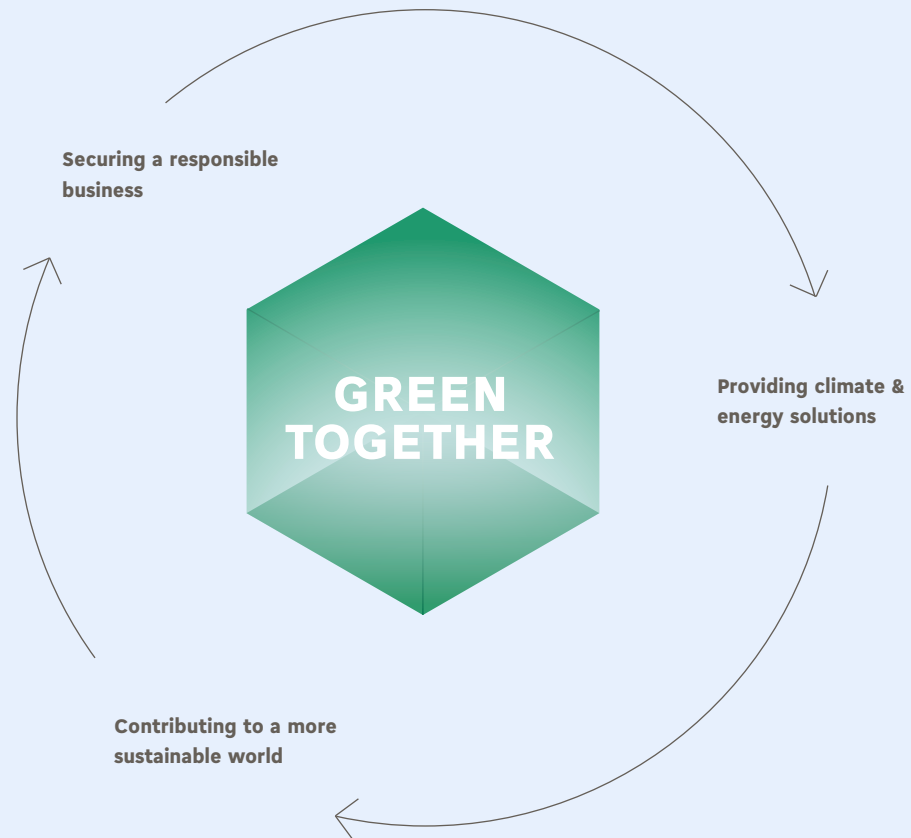 Securing a responsible
business
GREEN
TOGETHER
Providing climate &
energy solutions
Contributing to a more
sustainable world